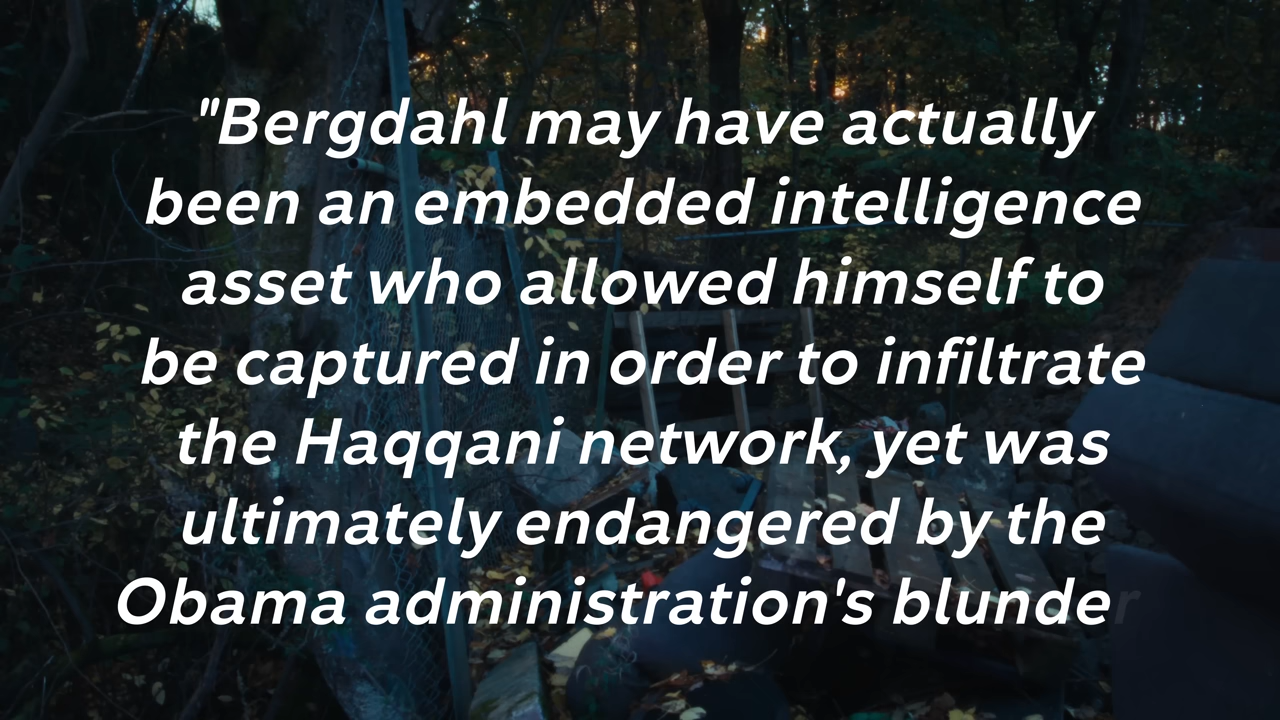 "Bergdahl may have actually
been an embedded intelligence
asset who allowed himself to
be captured in order to infiltrate
the Haqqani network, yet was
ultimately endangered by the
Obama administration's blunder